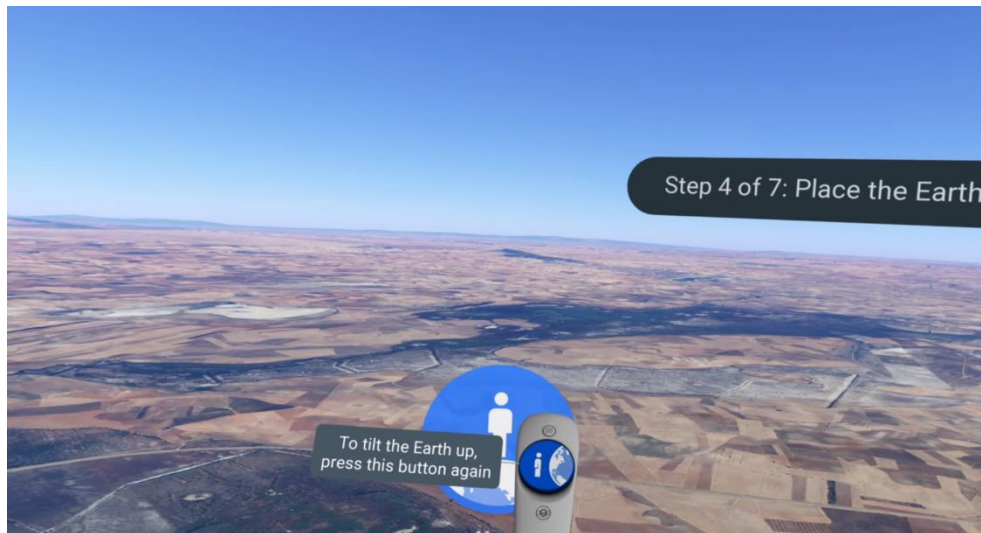 Step 4 of 7: Place the Earth
To tilt the Earth up,
press this button again